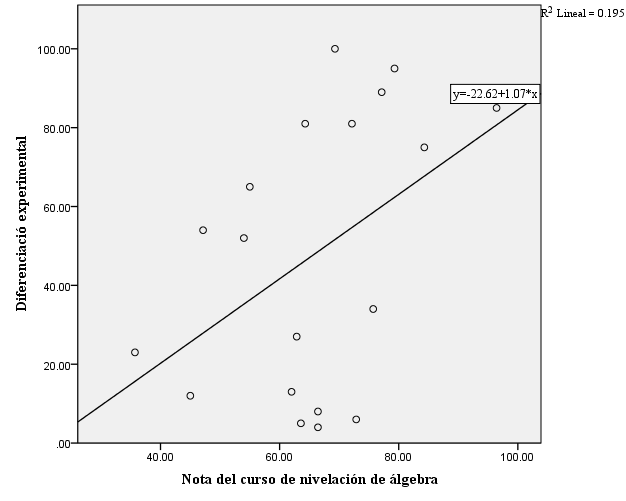 R² Lineal = 0.195
y=-22.62+1.07*x
Diferenciació experimental
100.00
80.00
60.00
40.00
20.00
.00
40.00 60.00 80.00 100.00
Nota del curso de nivelación de álgebra